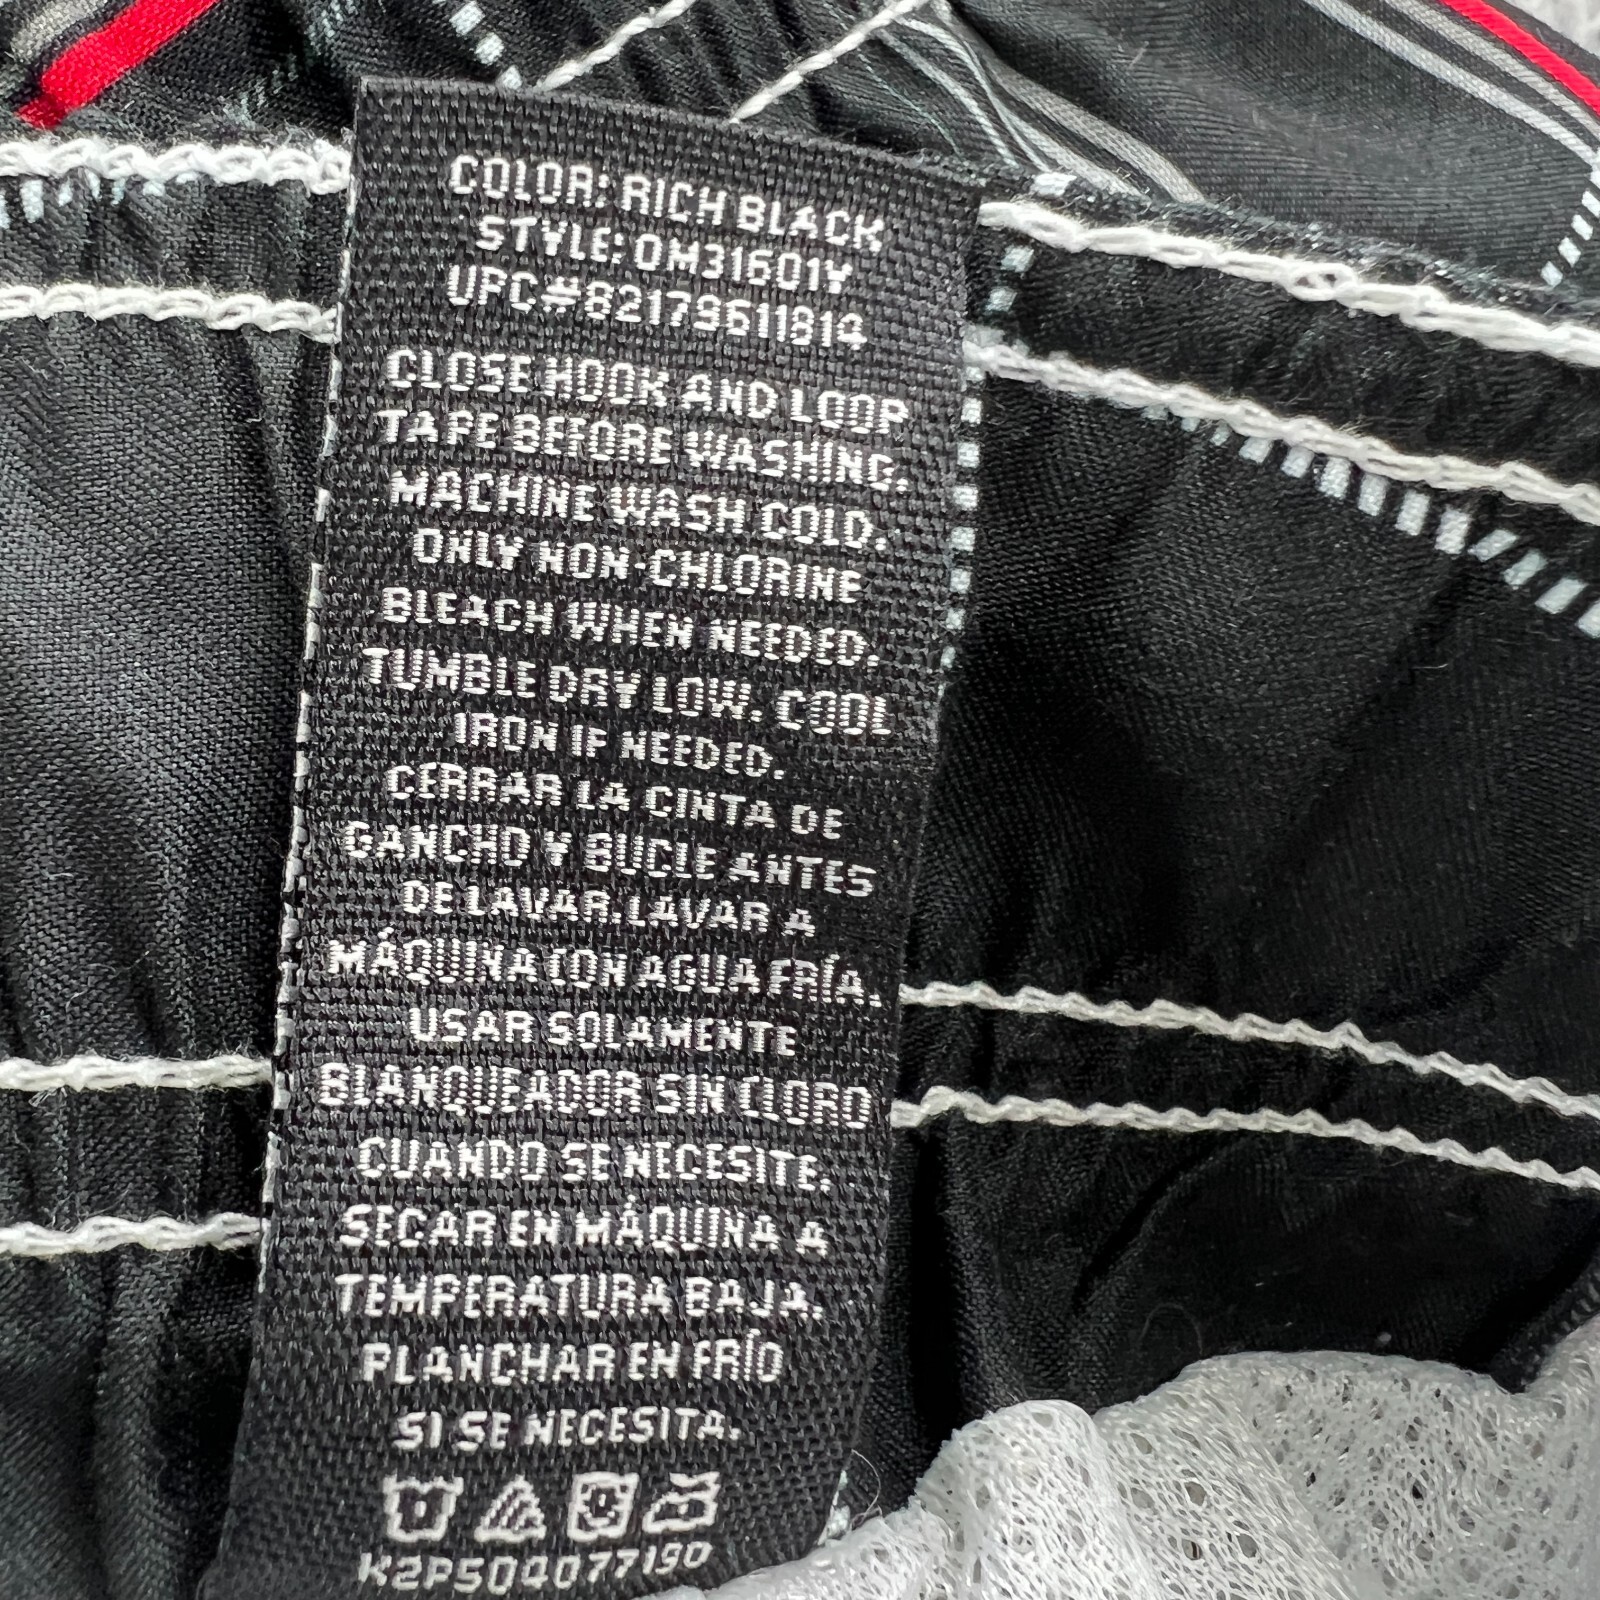 COLOR: RICH BLACK
STYLE: OM31601Y
UPC#82179611814
CLOSE HOOK AND LOOP
TAPE BEFORE WASHING.
MACHINE WASH COLD.
ONLY NON-CHLORINE
BLEACH WHEN NEEDED.
TUMBLE DRY LOW. COOL
IRON IF NEEDED.
CERRAR LA CINTA DE
GANCHO Y BUCLE ANTES
DE LAVAR. LAVAR A
MÁQUINA CON AGUA FRÍA.
USAR SOLAMENTE
BLANQUEADOR SIN CLORO
CUANDO SE NECESITE.
SECAR EN MÁQUINA A
TEMPERATURA BAJA.
PLANCHAR EN FRÍO
SI SE NECESITA.
K2P504077190